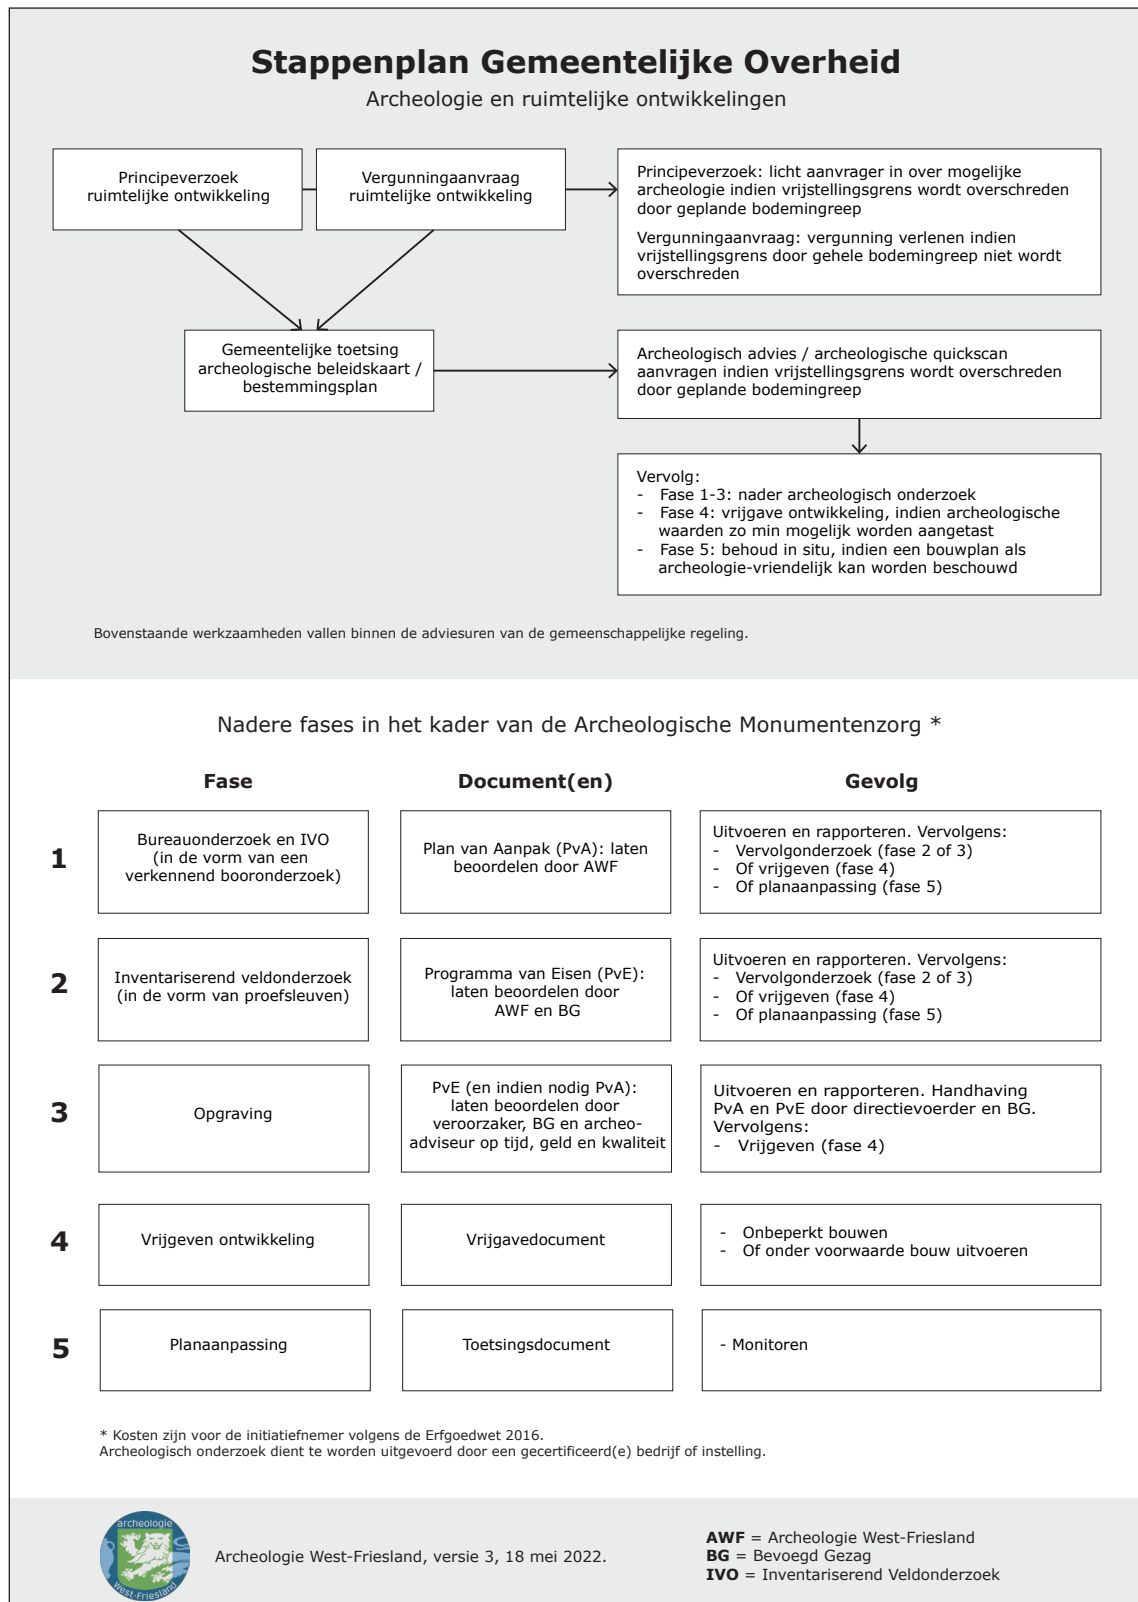 Stappenplan Gemeentelijke Overheid
Archeologie en ruimtelijke ontwikkelingen
Principeverzoek
ruimtelijke ontwikkeling
Vergunningaanvraag
ruimtelijke ontwikkeling
Principeverzoek: licht aanvrager in over mogelijke
archeologie indien vrijstellingsgrens wordt overschreden
door geplande bodemingreep
Vergunningaanvraag: vergunning verlenen indien
vrijstellingsgrens door gehele bodemingreep niet wordt
overschreden
Gemeentelijke toetsing
archeologische beleidskaart /
bestemmingsplan
Archeologisch advies / archeologische quickscan
aanvragen indien vrijstellingsgrens wordt overschreden
door geplande bodemingreep
Vervolg:
- Fase 1-3: nader archeologisch onderzoek
- Fase 4: vrijgave ontwikkeling, indien archeologische
waarden zo min mogelijk worden aangetast
- Fase 5: behoud in situ, indien een bouwplan als
archeologie-vriendelijk kan worden beschouwd
Bovenstaande werkzaamheden vallen binnen de adviesuren van de gemeenschappelijke regeling.
Nadere fases in het kader van de Archeologische Monumentenzorg *
Fase
Document(en)
Gevolg
1
Bureauonderzoek en IVO
(in de vorm van een
verkennend booronderzoek)
Plan van Aanpak (PvA): laten
beoordelen door AWF
Uitvoeren en rapporteren. Vervolgens:
- Vervolgonderzoek (fase 2 of 3)
- Of vrijgeven (fase 4)
- Of planaanpassing (fase 5)
2
Inventariserend veldonderzoek
(in de vorm van proefsleuven)
Programma van Eisen (PvE):
laten beoordelen door
AWF en BG
Uitvoeren en rapporteren. Vervolgens:
- Vervolgonderzoek (fase 2 of 3)
- Of vrijgeven (fase 4)
- Of planaanpassing (fase 5)
3
Opgraving
PvE (en indien nodig PvA):
laten beoordelen door
veroorzaker, BG en archeo-
adviseur op tijd, geld en kwaliteit
Uitvoeren en rapporteren. Handhaving
PvA en PvE door directievoerder en BG.
Vervolgens:
- Vrijgeven (fase 4)
4
Vrijgeven ontwikkeling
Vrijgavedocument
- Onbeperkt bouwen
- Of onder voorwaarde bouw uitvoeren
5
Planaanpassing
Toetsingsdocument
- Monitoren
* Kosten zijn voor de initiatiefnemer volgens de Erfgoedwet 2016.
Archeologisch onderzoek dient te worden uitgevoerd door een gecertificeerd(e) bedrijf of instelling.
archeologie
West-Friesland
Archeologie West-Friesland, versie 3, 18 mei 2022.
AWF = Archeologie West-Friesland
BG = Bevoegd Gezag
IVO = Inventariserend Veldonderzoek